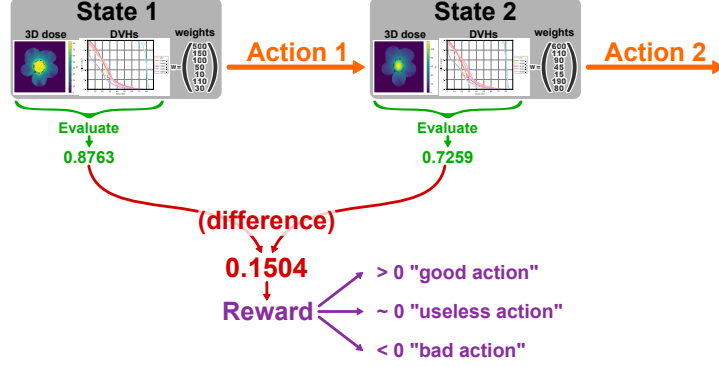 State 1
3D dose
DVHs
weights
w=
500
150
100
50
10
110
30
Action 1
State 2
3D dose
DVHs
weights
w=
600
110
90
45
15
190
80
Action 2
Evaluate
0.8763
Evaluate
0.7259
(difference)
0.1504
Reward
> 0 "good action"
~ 0 "useless action"
< 0 "bad action"